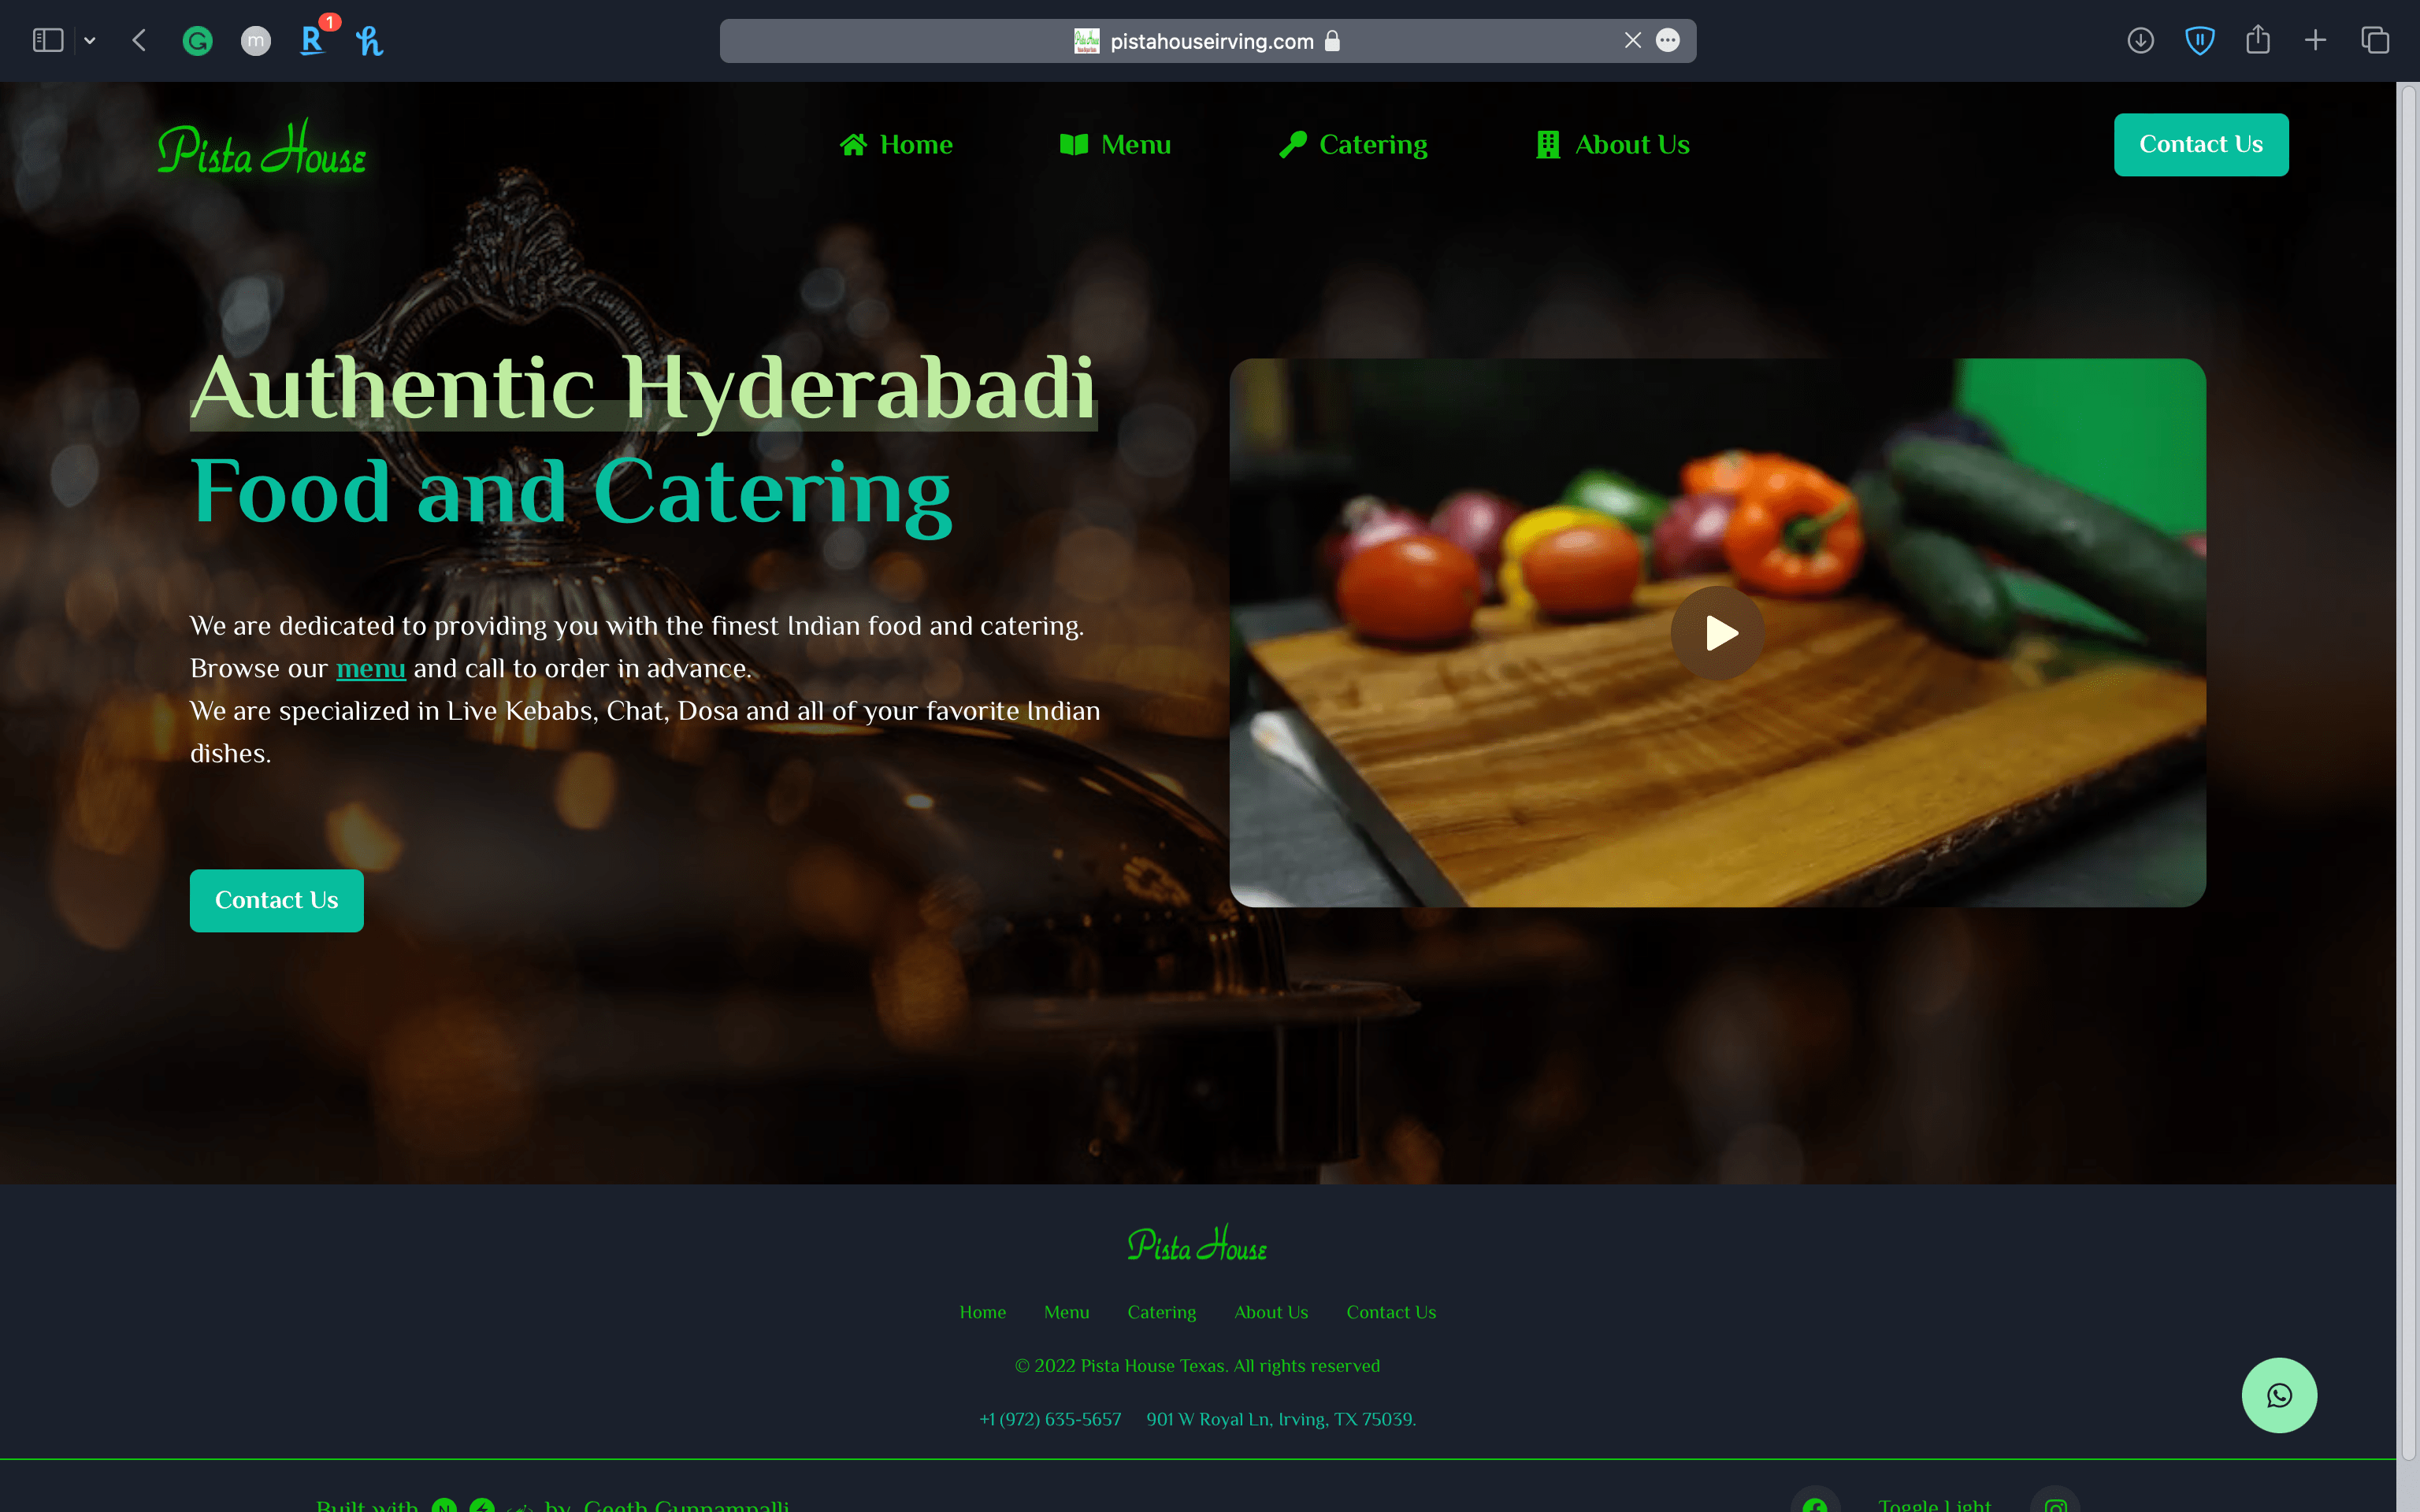 m
R
1
pistahouseirving.com
Pista House
Home
Menu
Catering
About Us
Contact Us
Authentic Hyderabadi
Food and Catering
We are dedicated to providing you with the finest Indian food and catering.
Browse our menu and call to order in advance.
We are specialized in Live Kebabs, Chat, Dosa and all of your favorite Indian
dishes.
Contact Us
Pista House
Home Menu Catering About Us Contact Us
© 2022 Pista House Texas. All rights reserved
+1 (972) 635-5657 901 W Royal Ln, Irving, TX 75039.
Built with by Geeth Gunnampalli
Toggle Light